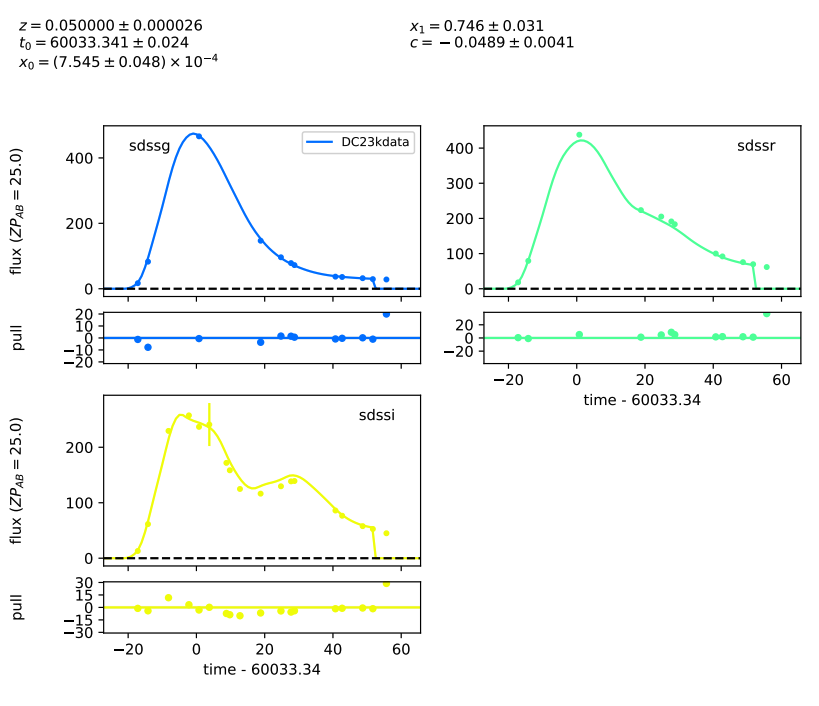 z = 0.050000 ± 0.000026
t₀ = 60033.341 ± 0.024
x₀ = (7.545 ± 0.048) × 10⁻⁴
x₁ = 0.746 ± 0.031
c = −0.0489 ± 0.0041
sdssg
DC23kdata
flux (ZP_AB = 25.0)
400
200
0
pull
20
10
0
−10
−20
sdssr
400
300
200
100
0
20
0
−20
−20 0 20 40 60
time - 60033.34
sdssi
flux (ZP_AB = 25.0)
200
100
0
pull
30
15
0
−15
−30
−20 0 20 40 60
time - 60033.34